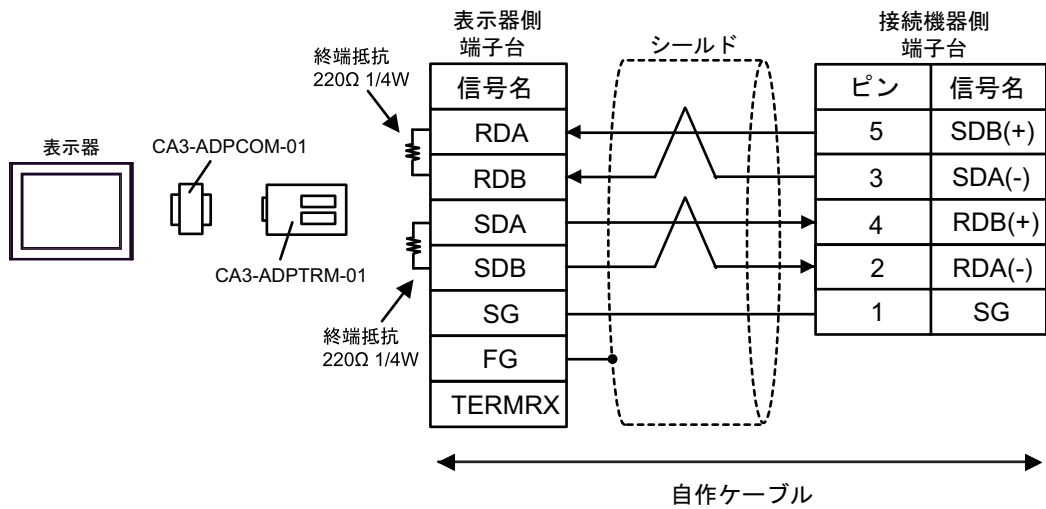 表示器
CA3-ADPCOM-01
CA3-ADPTRM-01
終端抵抗
220Ω 1/4W
終端抵抗
220Ω 1/4W
表示器側
端子台
信号名
RDA
RDB
SDA
SDB
SG
FG
TERMRX
シールド
接続機器側
端子台
ピン 信号名
5 SDB(+)
3 SDA(-)
4 RDB(+)
2 RDA(-)
1 SG
自作ケーブル